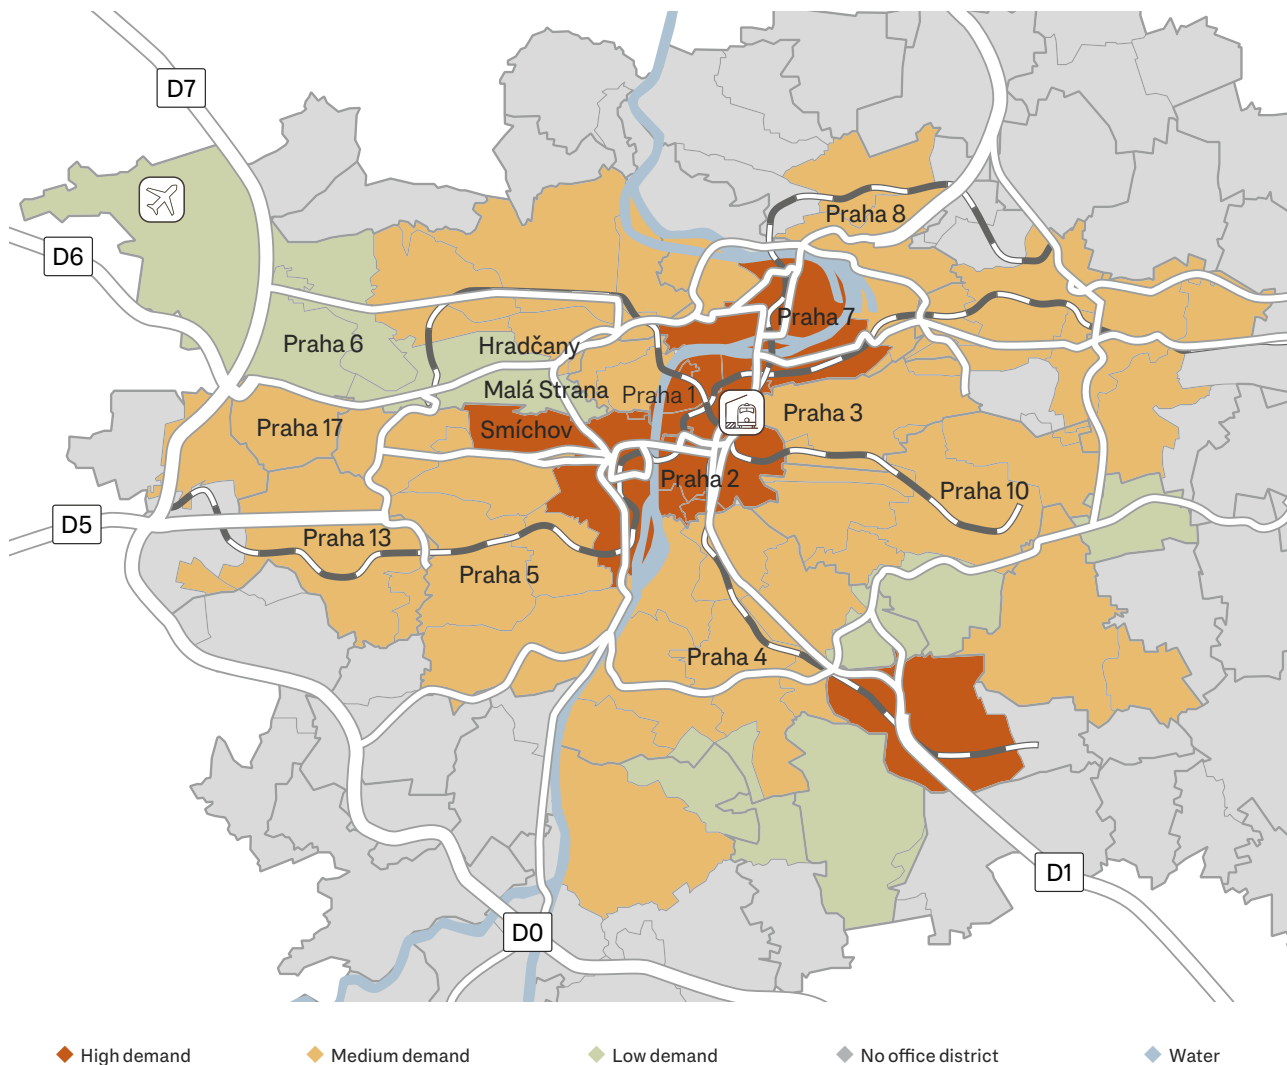 D7
Praha 8
D6
Praha 7
Praha 6
Hradčany
Malá Strana
Praha 1
Praha 3
Praha 17
Smíchov
Praha 2
Praha 10
D5
Praha 13
Praha 5
Praha 4
D1
D0
High demand
Medium demand
Low demand
No office district
Water